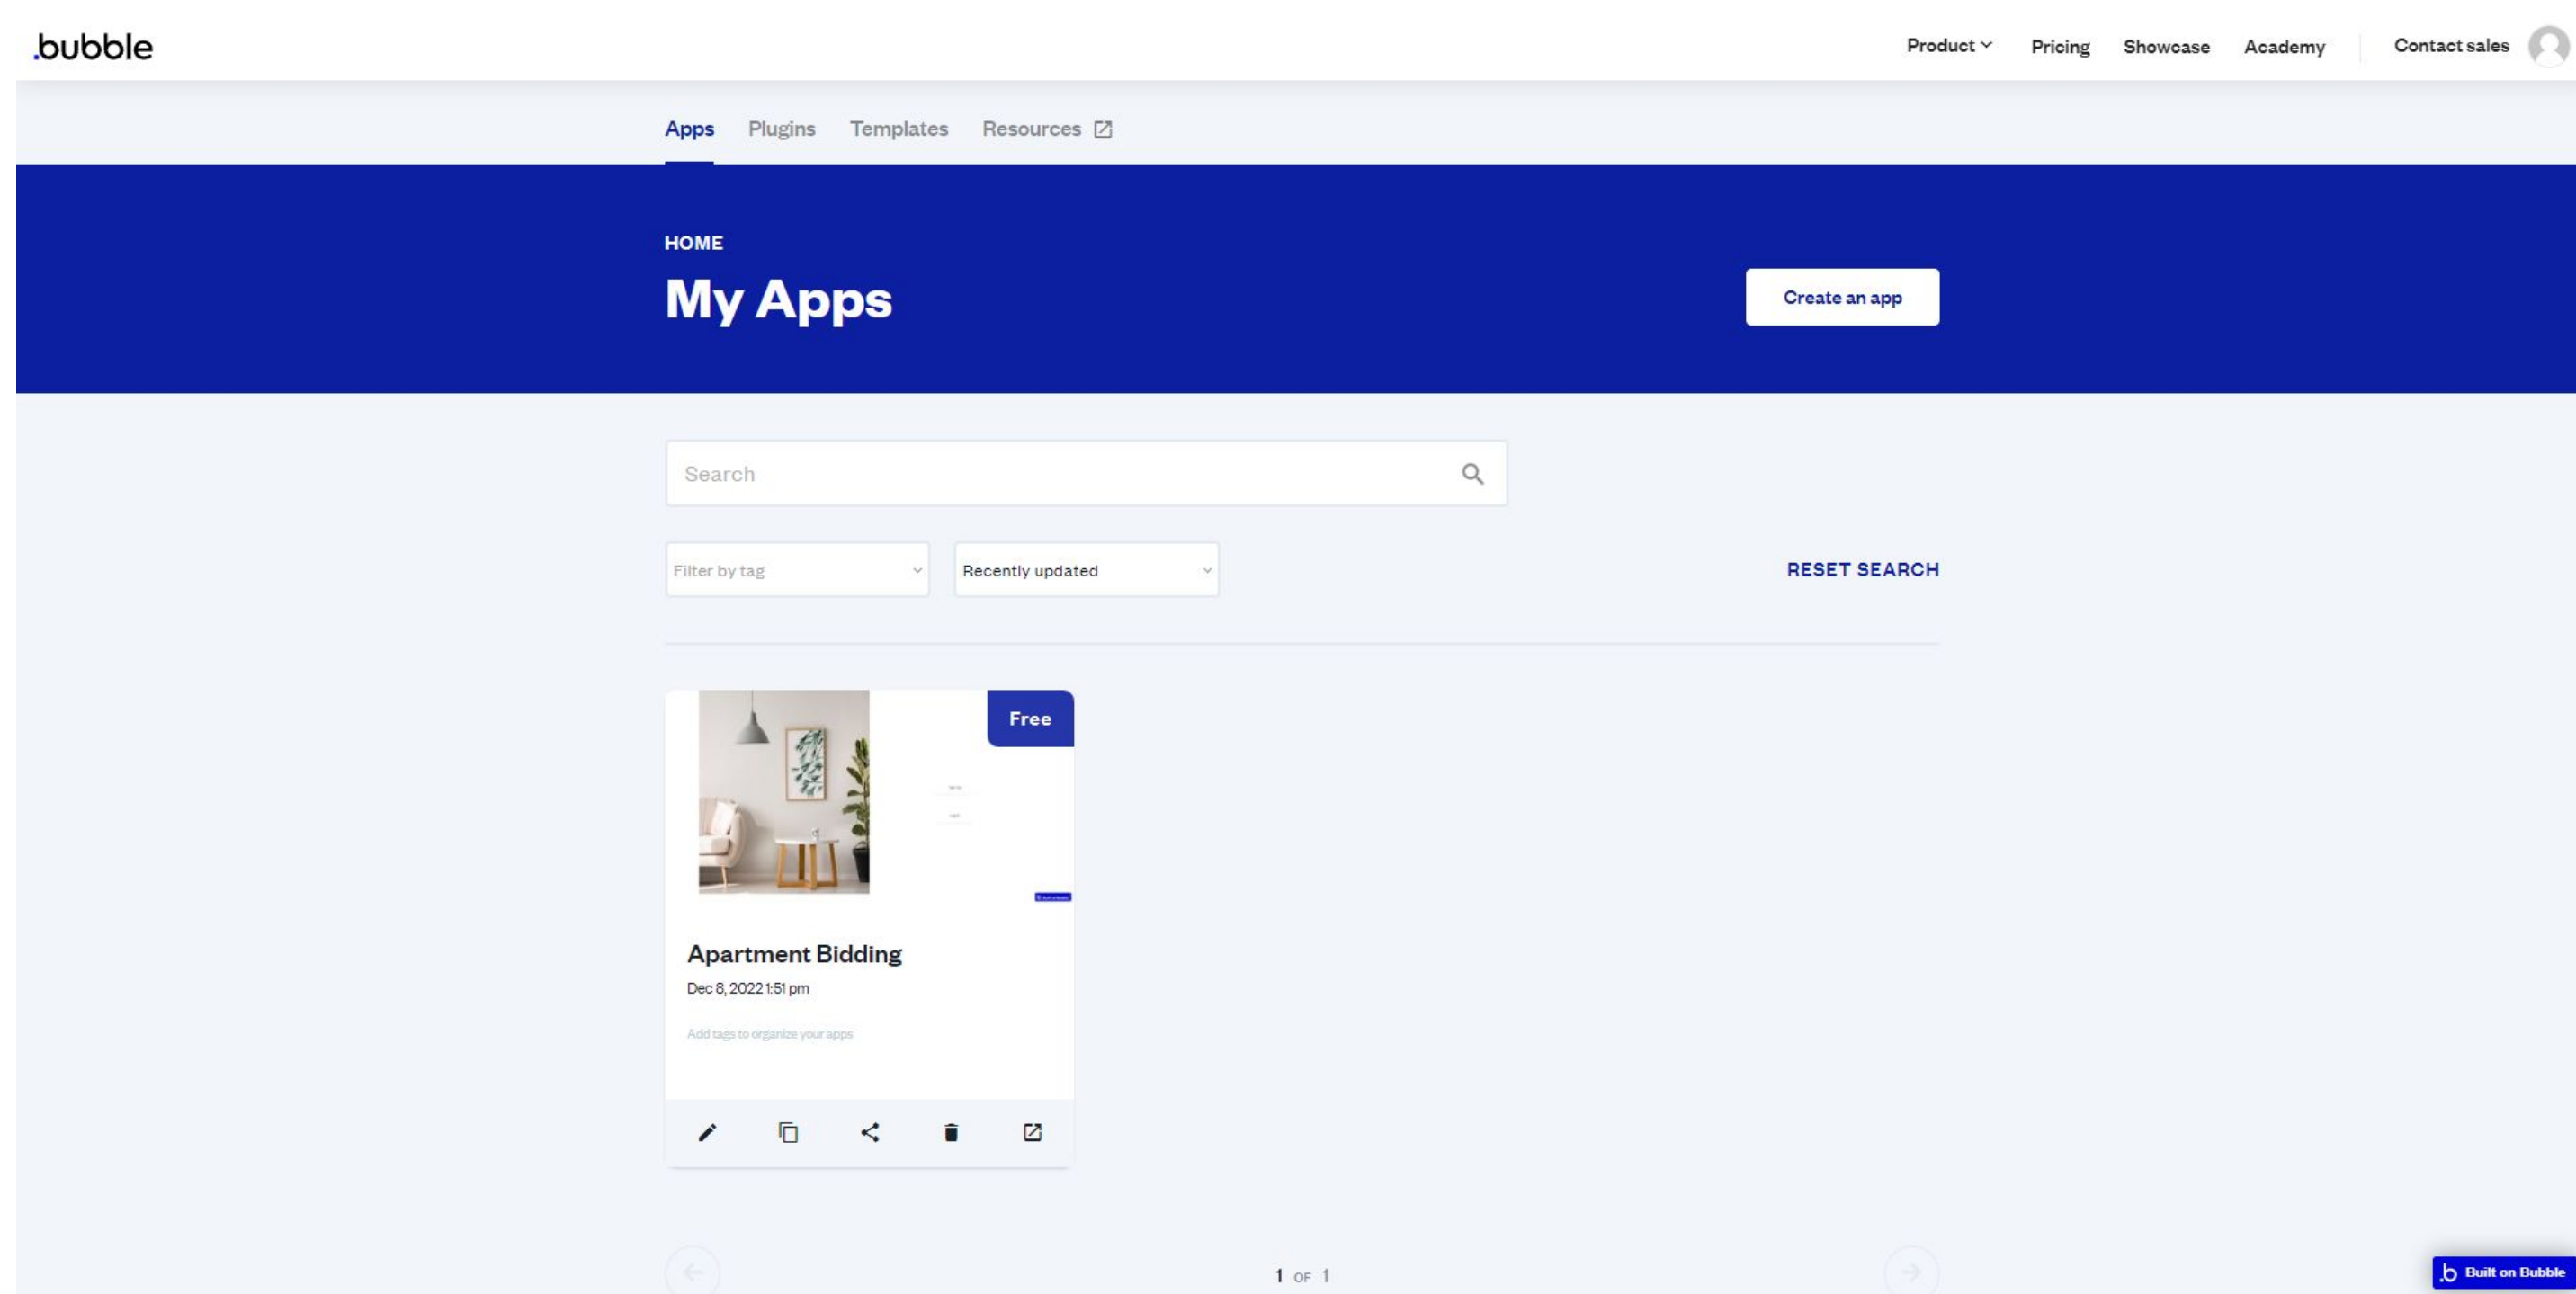 .bubble
Product Pricing Showcase Academy Contact sales
Apps Plugins Templates Resources
HOME
My Apps
Create an app
Search
Filter by tag Recently updated RESET SEARCH
Free
Apartment Bidding
Dec 8, 2022 1:51 pm
Add tags to organize your apps
1 OF 1
.b Built on Bubble